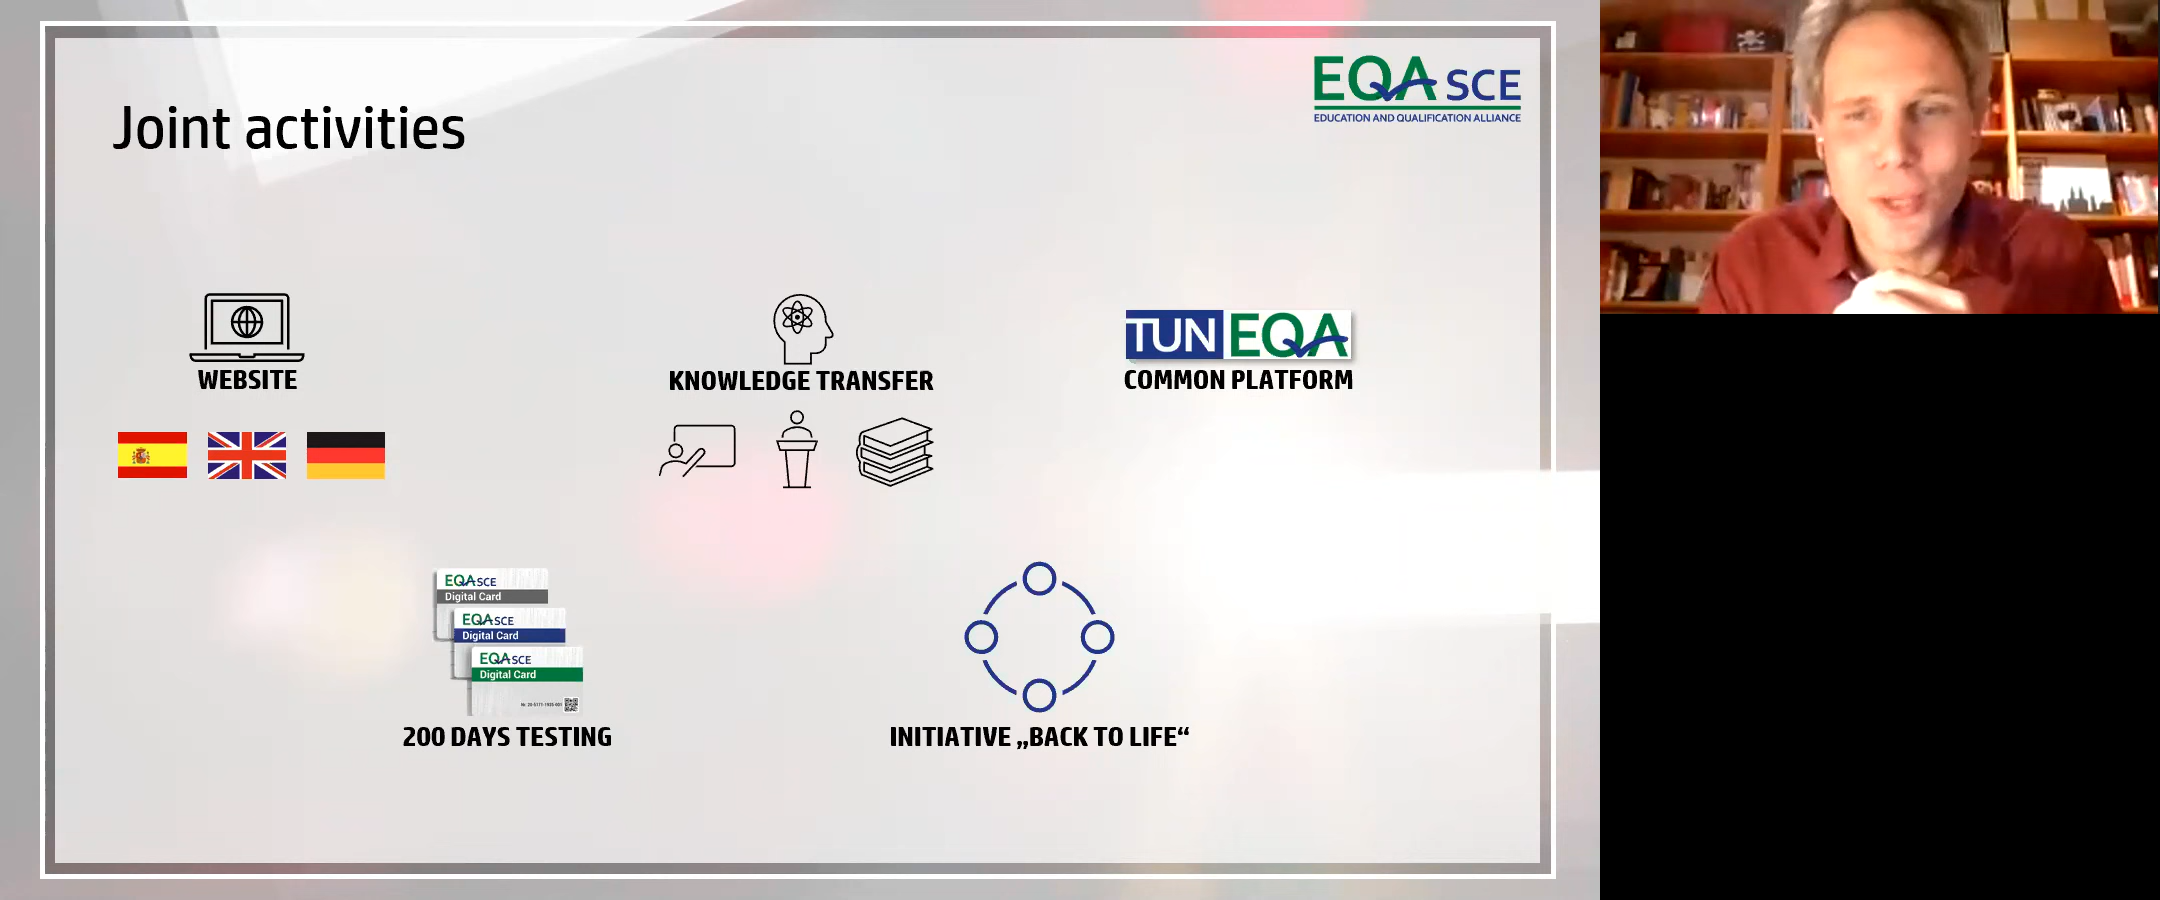 EQA SCE
EDUCATION AND QUALIFICATION ALLIANCE
Joint activities
WEBSITE
KNOWLEDGE TRANSFER
TUN EQA
COMMON PLATFORM
EQA SCE
Digital Card
EQA SCE
Digital Card
EQA SCE
Digital Card
200 DAYS TESTING
INITIATIVE „BACK TO LIFE“